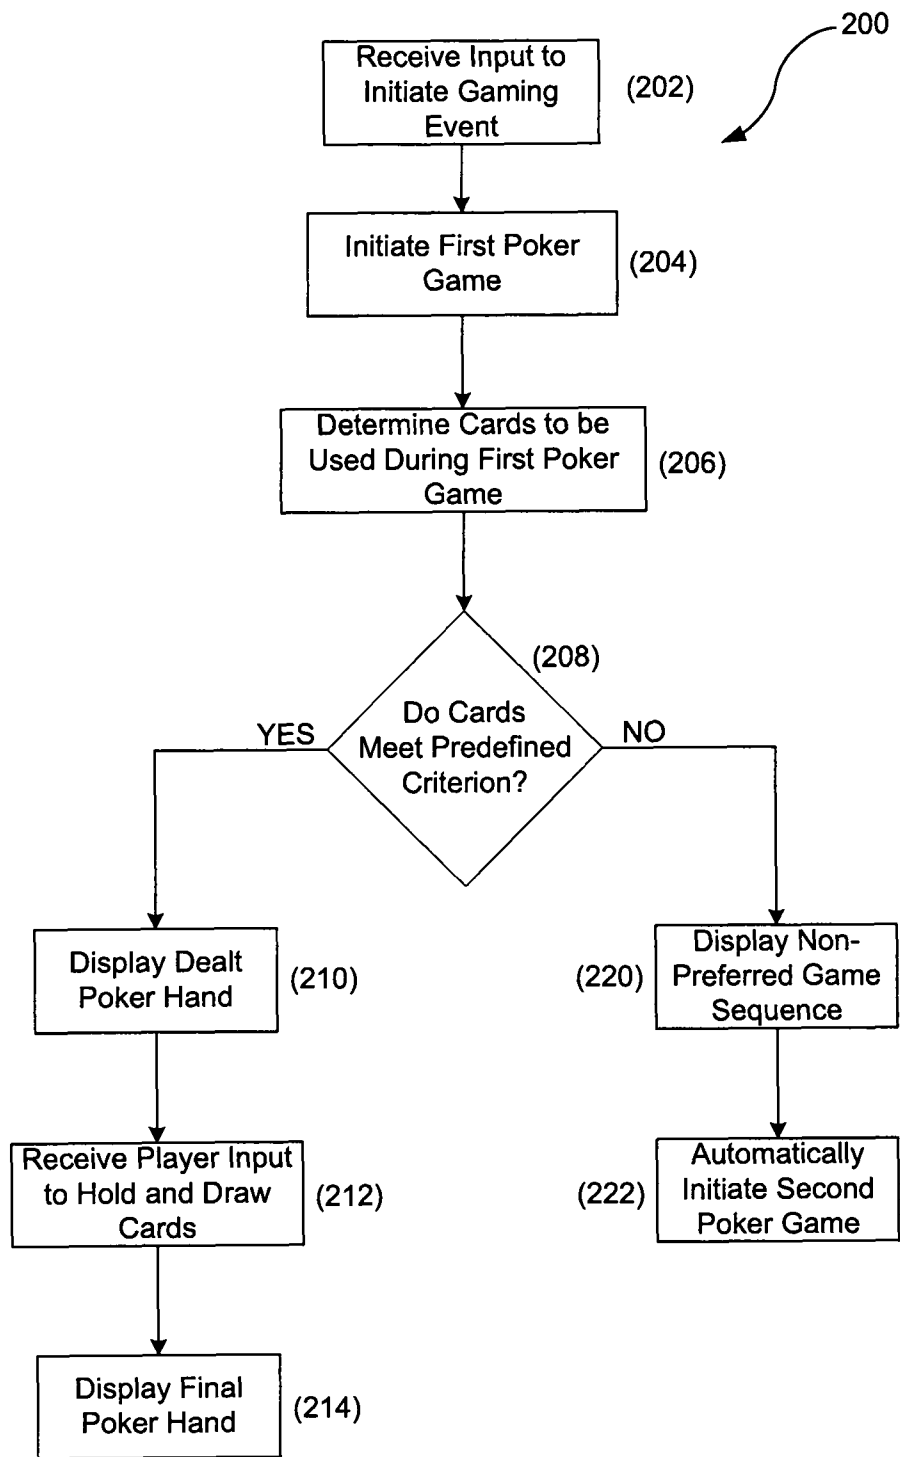 200
Receive Input to
Initiate Gaming
Event
(202)
Initiate First Poker
Game
(204)
Determine Cards to be
Used During First Poker
Game
(206)
(208)
Do Cards
Meet Predefined
Criterion?
YES
NO
Display Dealt
Poker Hand
(210)
(220)
Display Non-
Preferred Game
Sequence
Receive Player Input
to Hold and Draw
Cards
(212)
(222)
Automatically
Initiate Second
Poker Game
Display Final
Poker Hand
(214)